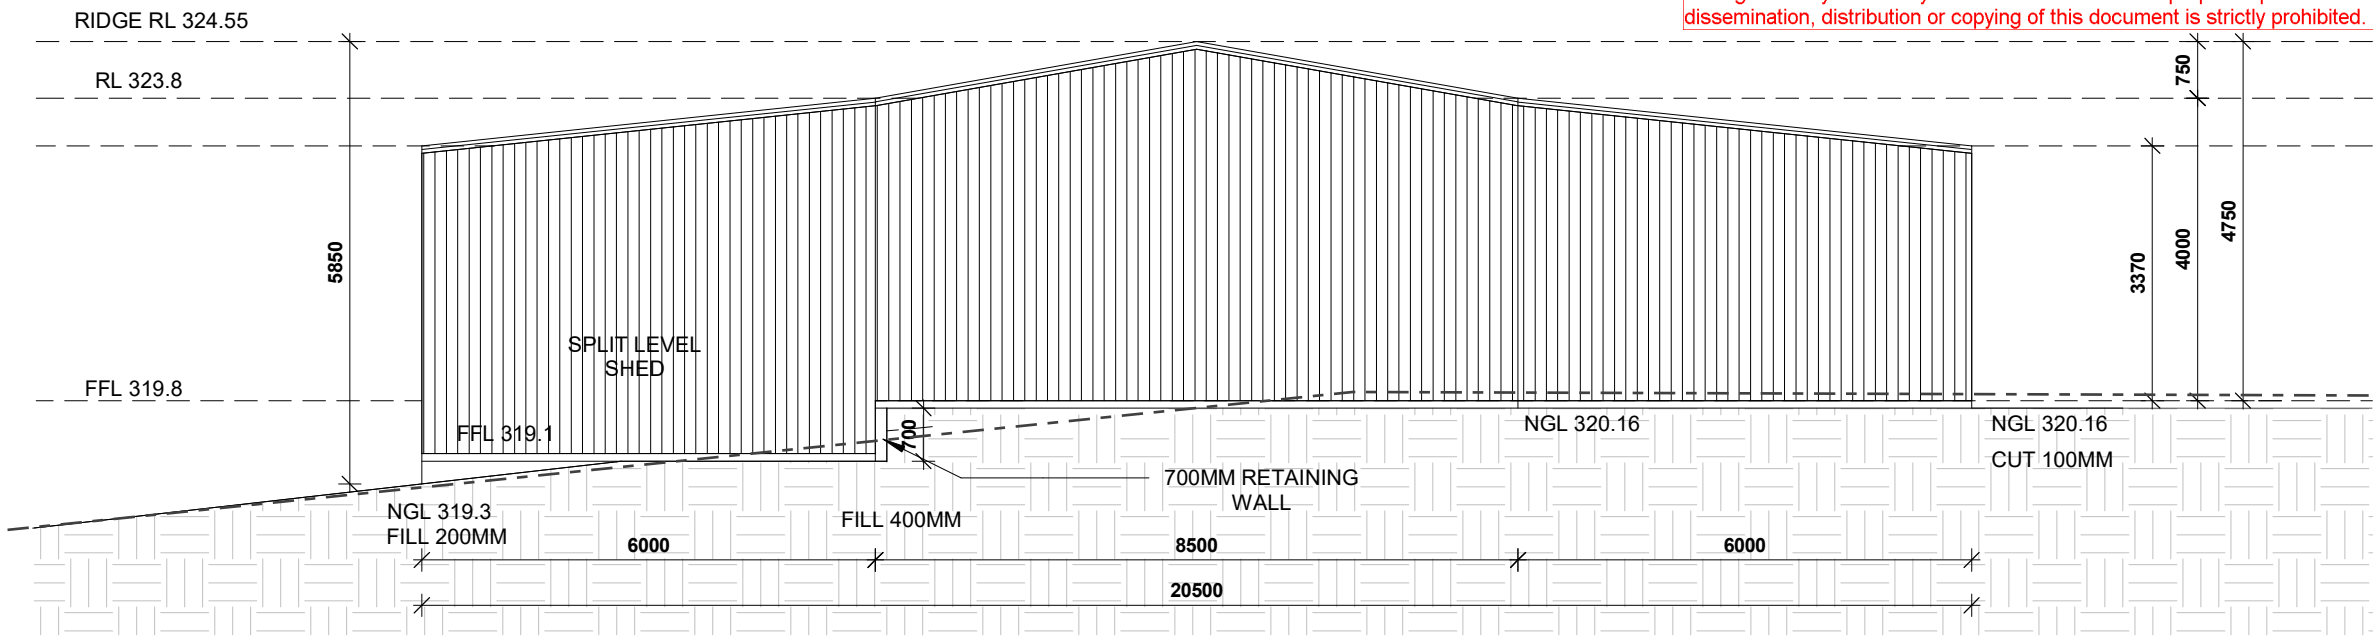 dissemination, distribution or copying of this document is strictly prohibited.
RIDGE RL 324.55
RL 323.8
750
58500
4750
4000
3370
SPLIT LEVEL
SHED
FFL 319.8
FFL 319.1
700
NGL 320.16
NGL 320.16
CUT 100MM
700MM RETAINING
WALL
NGL 319.3
FILL 200MM
FILL 400MM
6000
8500
6000
20500